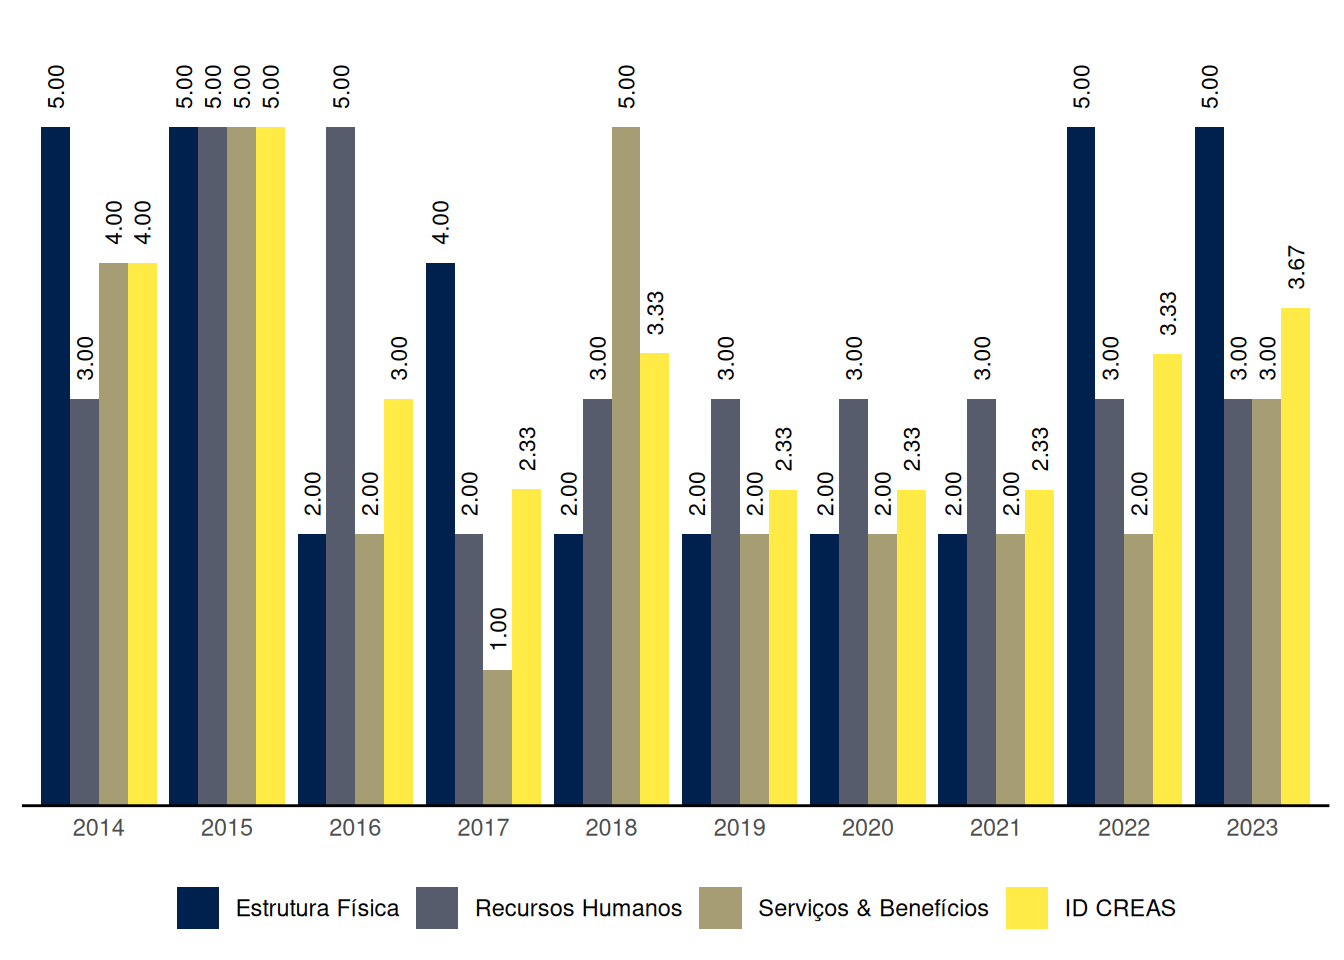 5.00 3.00 4.00 4.00
5.00 5.00 5.00 5.00
2.00 5.00 2.00 3.00
4.00 2.00 1.00 2.33
2.00 3.00 5.00 3.33
2.00 3.00 2.00 2.33
2.00 3.00 2.00 2.33
2.00 3.00 2.00 2.33
5.00 3.00 2.00 3.33
5.00 3.00 3.00 3.67
2014 2015 2016 2017 2018 2019 2020 2021 2022 2023
Estrutura Física Recursos Humanos Serviços & Benefícios ID CREAS